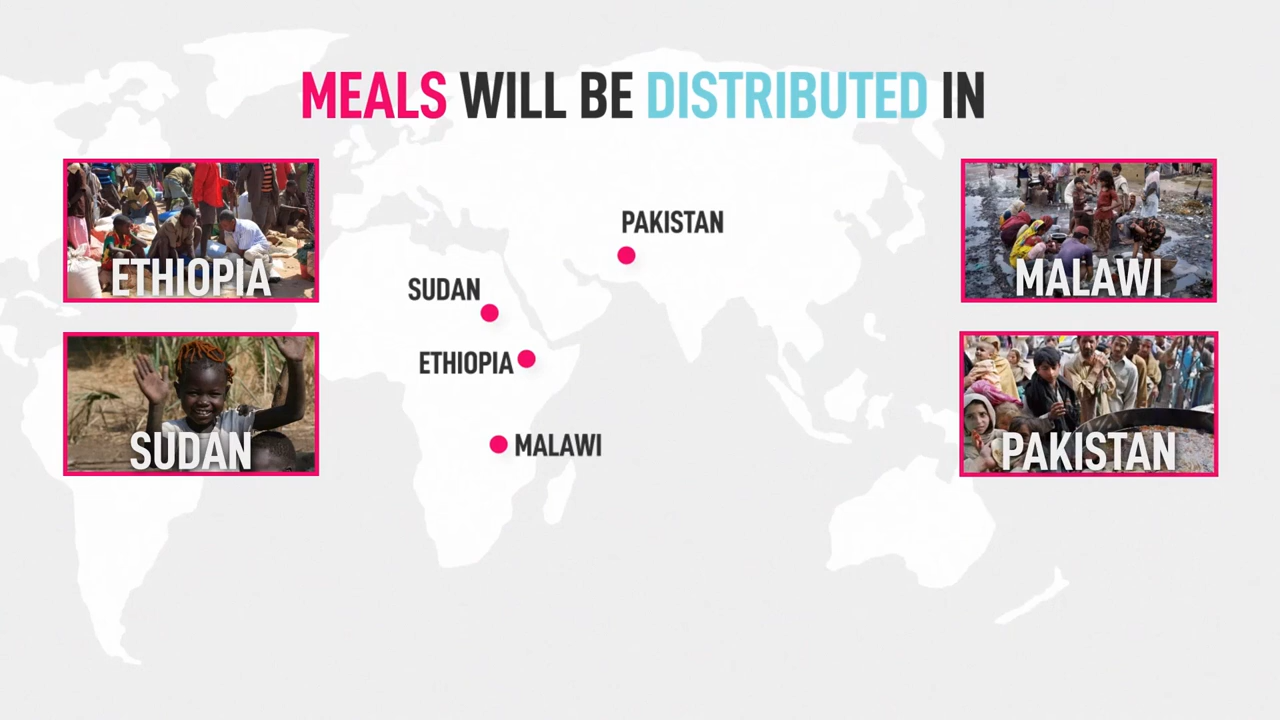 MEALS WILL BE DISTRIBUTED IN
ETHIOPIA
SUDAN
PAKISTAN
SUDAN
ETHIOPIA
MALAWI
MALAWI
PAKISTAN